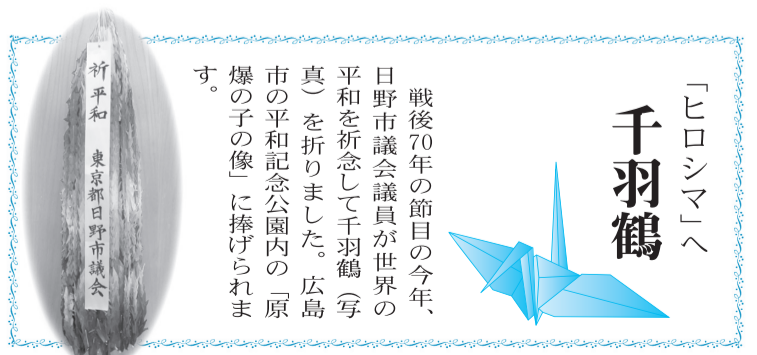 「ヒロシマ」へ
千羽鶴
戦後70年の節目の今年、
日野市議会議員が世界の
平和を祈念して千羽鶴（写
真）を折りました。広島
市の平和記念公園内の「原
爆の子の像」に捧げられま
す。
祈平和　東京都日野市議会